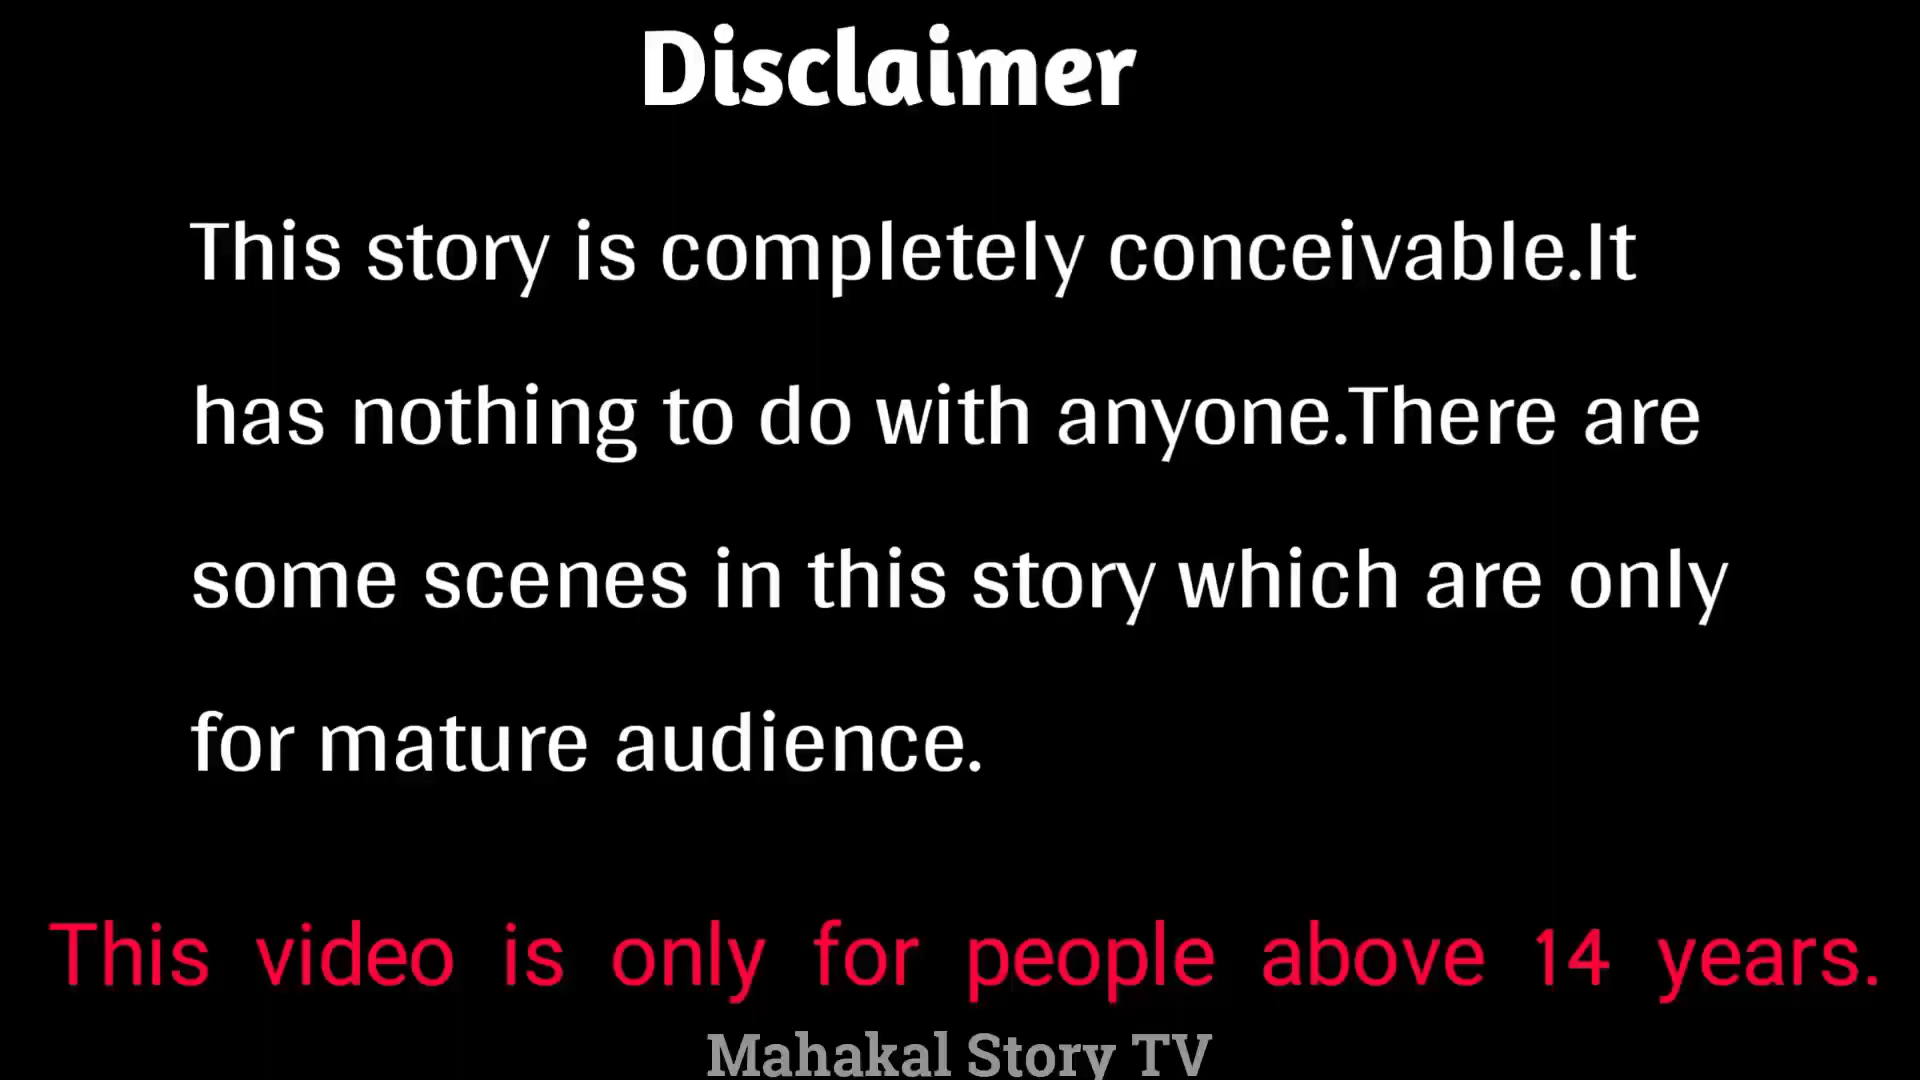 Disclaimer
This story is completely conceivable.It
has nothing to do with anyone.There are
some scenes in this story which are only
for mature audience.
This video is only for people above 14 years.
Mahakal Story TV